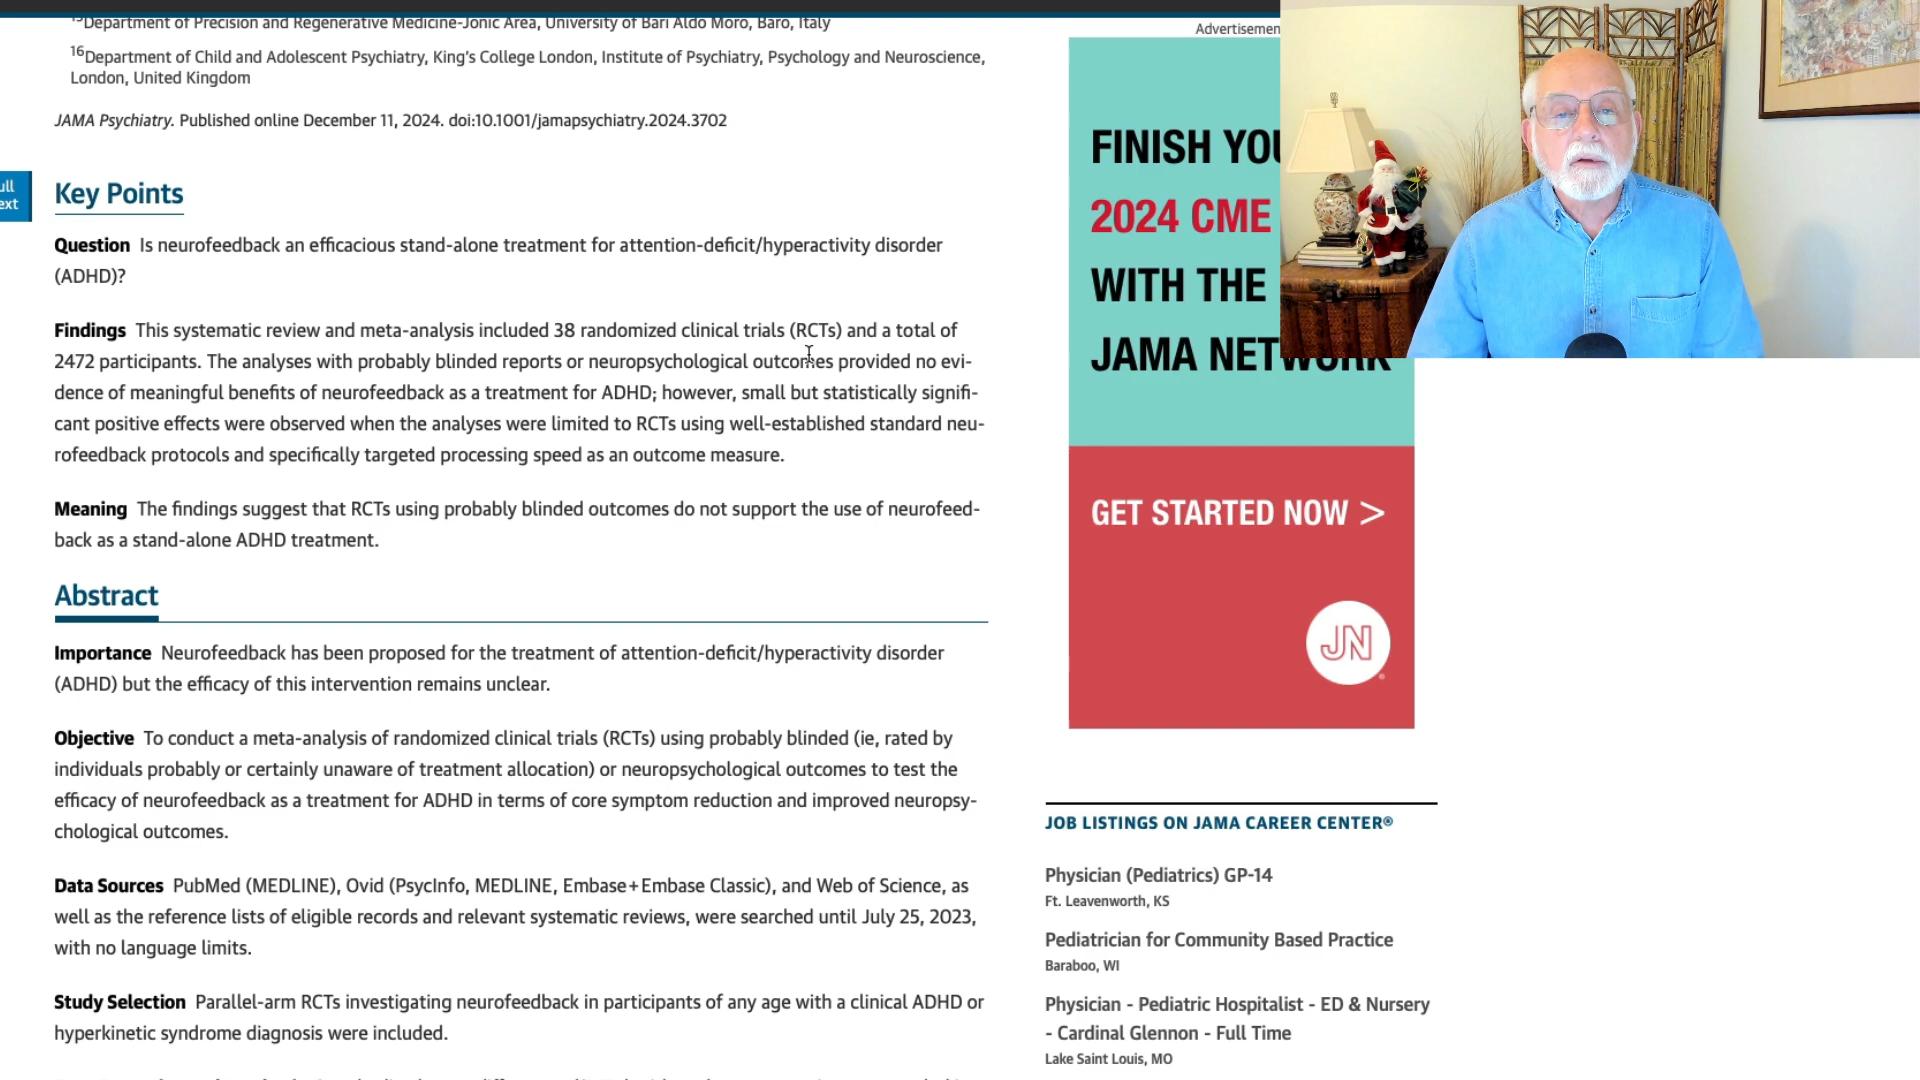 15Department of Precision and Regenerative Medicine-Jonic Area, University of Bari Aldo Moro, Baro, Italy
16Department of Child and Adolescent Psychiatry, King's College London, Institute of Psychiatry, Psychology and Neuroscience,
London, United Kingdom
JAMA Psychiatry. Published online December 11, 2024. doi:10.1001/jamapsychiatry.2024.3702
ull
ext
Key Points
Question Is neurofeedback an efficacious stand-alone treatment for attention-deficit/hyperactivity disorder
(ADHD)?
Findings This systematic review and meta-analysis included 38 randomized clinical trials (RCTs) and a total of
2472 participants. The analyses with probably blinded reports or neuropsychological outcomes provided no evi-
dence of meaningful benefits of neurofeedback as a treatment for ADHD; however, small but statistically signifi-
cant positive effects were observed when the analyses were limited to RCTs using well-established standard neu-
rofeedback protocols and specifically targeted processing speed as an outcome measure.
Meaning The findings suggest that RCTs using probably blinded outcomes do not support the use of neurofeed-
back as a stand-alone ADHD treatment.
Abstract
Importance Neurofeedback has been proposed for the treatment of attention-deficit/hyperactivity disorder
(ADHD) but the efficacy of this intervention remains unclear.
Objective To conduct a meta-analysis of randomized clinical trials (RCTs) using probably blinded (ie, rated by
individuals probably or certainly unaware of treatment allocation) or neuropsychological outcomes to test the
efficacy of neurofeedback as a treatment for ADHD in terms of core symptom reduction and improved neuropsy-
chological outcomes.
Data Sources PubMed (MEDLINE), Ovid (PsycInfo, MEDLINE, Embase+Embase Classic), and Web of Science, as
well as the reference lists of eligible records and relevant systematic reviews, were searched until July 25, 2023,
with no language limits.
Study Selection Parallel-arm RCTs investigating neurofeedback in participants of any age with a clinical ADHD or
hyperkinetic syndrome diagnosis were included.
Advertisemen
FINISH YOU
2024 CME
WITH THE
JAMA NETWORK
GET STARTED NOW >
JN
JOB LISTINGS ON JAMA CAREER CENTER®
Physician (Pediatrics) GP-14
Ft. Leavenworth, KS
Pediatrician for Community Based Practice
Baraboo, WI
Physician - Pediatric Hospitalist - ED & Nursery
- Cardinal Glennon - Full Time
Lake Saint Louis, MO